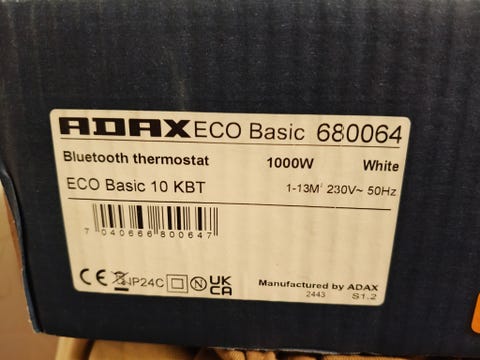 ADAX ECO Basic 680064
Bluetooth thermostat 1000W White
ECO Basic 10 KBT 1-13M² 230V~ 50Hz
7 040666 800647
CE IP24C N UK CA Manufactured by ADAX
2443 S1.2